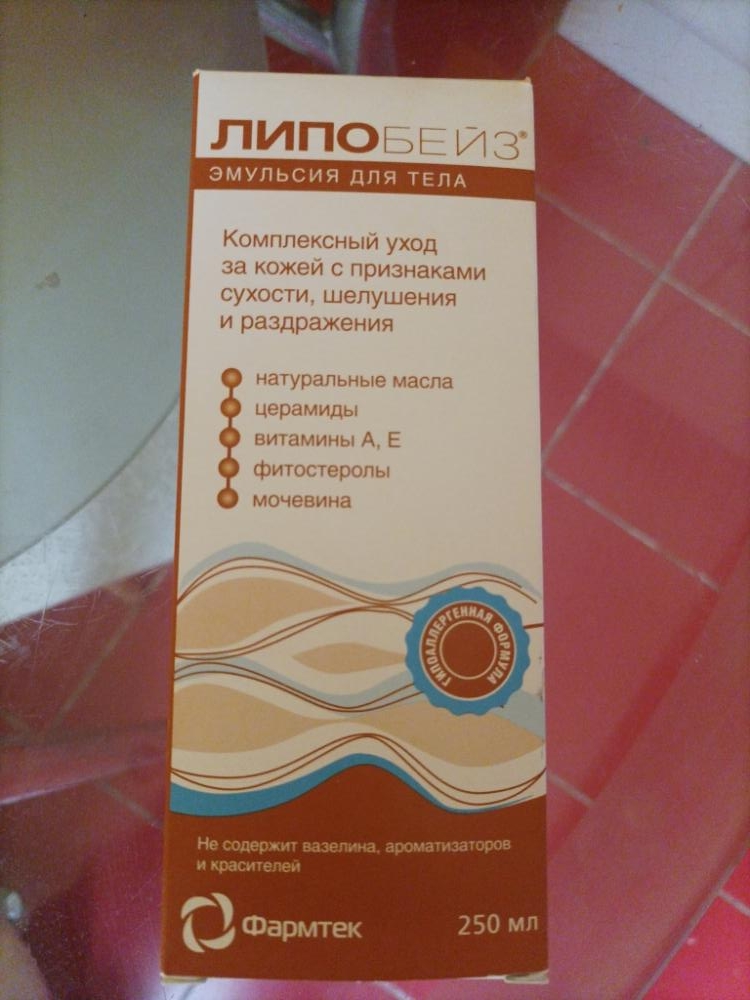 ЛИПОБЕЙЗ®
ЭМУЛЬСИЯ ДЛЯ ТЕЛА
Комплексный уход
за кожей с признаками
сухости, шелушения
и раздражения
натуральные масла
церамиды
витамины А, Е
фитостеролы
мочевина
ГИПОАЛЛЕРГЕННАЯ ФОРМУЛА
Не содержит вазелина, ароматизаторов
и красителей
Фармтек
250 мл